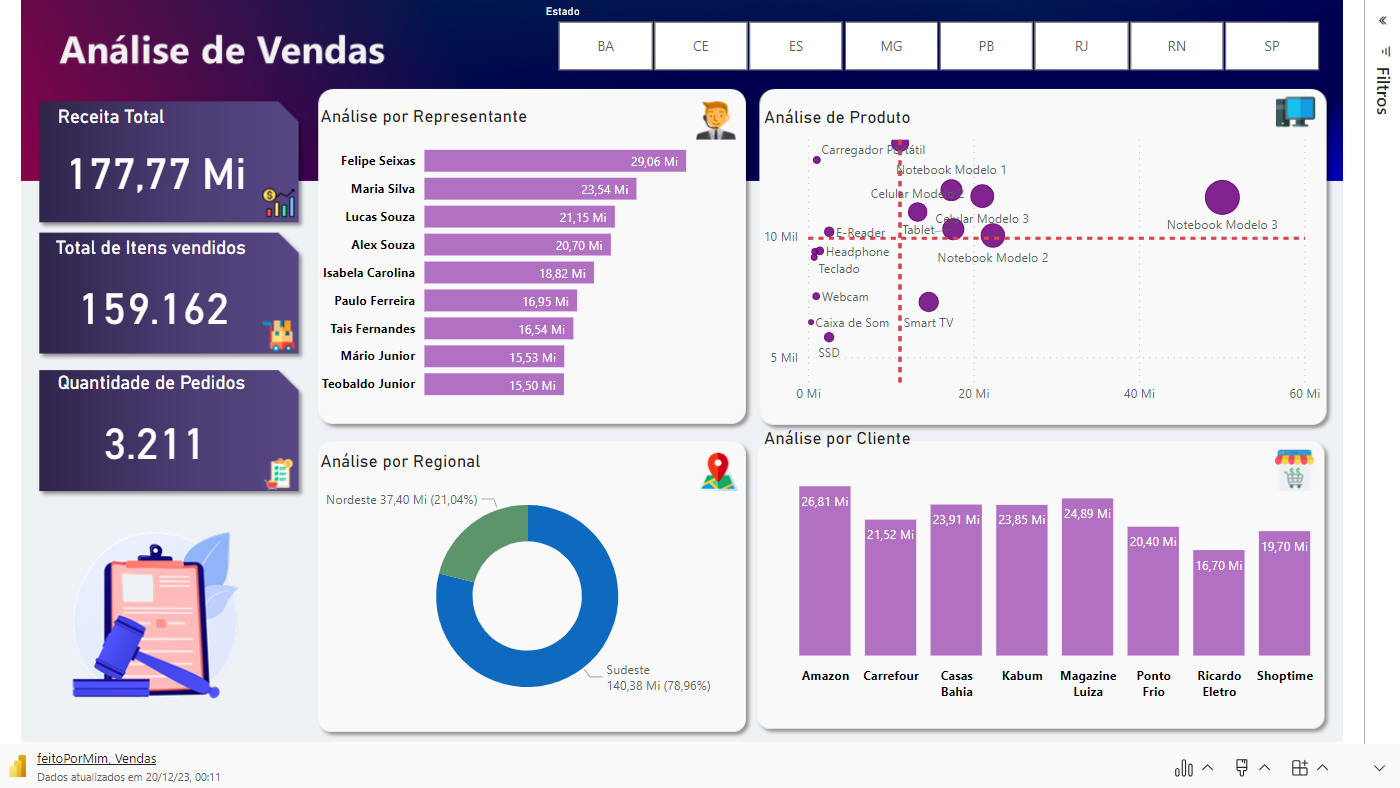 Estado
BA
CE
ES
MG
PB
RJ
RN
SP
Filtros
Análise de Vendas
Receita Total
177,77 Mi
Total de Itens vendidos
159.162
Quantidade de Pedidos
3.211
Análise por Representante
Felipe Seixas 29,06 Mi
Maria Silva 23,54 Mi
Lucas Souza 21,15 Mi
Alex Souza 20,70 Mi
Isabela Carolina 18,82 Mi
Paulo Ferreira 16,95 Mi
Tais Fernandes 16,54 Mi
Mário Junior 15,53 Mi
Teobaldo Junior 15,50 Mi
Análise de Produto
Carregador Portátil
Notebook Modelo 1
Celular Modelo 2
Celular Modelo 3
Notebook Modelo 3
10 Mil
E-Reader
Tablet
Headphone
Notebook Modelo 2
Teclado
Webcam
Caixa de Som
Smart TV
SSD
5 Mil
0 Mi
20 Mi
40 Mi
60 Mi
Análise por Regional
Nordeste 37,40 Mi (21,04%)
Sudeste
140,38 Mi (78,96%)
Análise por Cliente
26,81 Mi
21,52 Mi
23,91 Mi
23,85 Mi
24,89 Mi
20,40 Mi
16,70 Mi
19,70 Mi
Amazon
Carrefour
Casas
Bahia
Kabum
Magazine
Luiza
Ponto
Frio
Ricardo
Eletro
Shoptime
feitoPorMim, Vendas
Dados atualizados em 20/12/23, 00:11